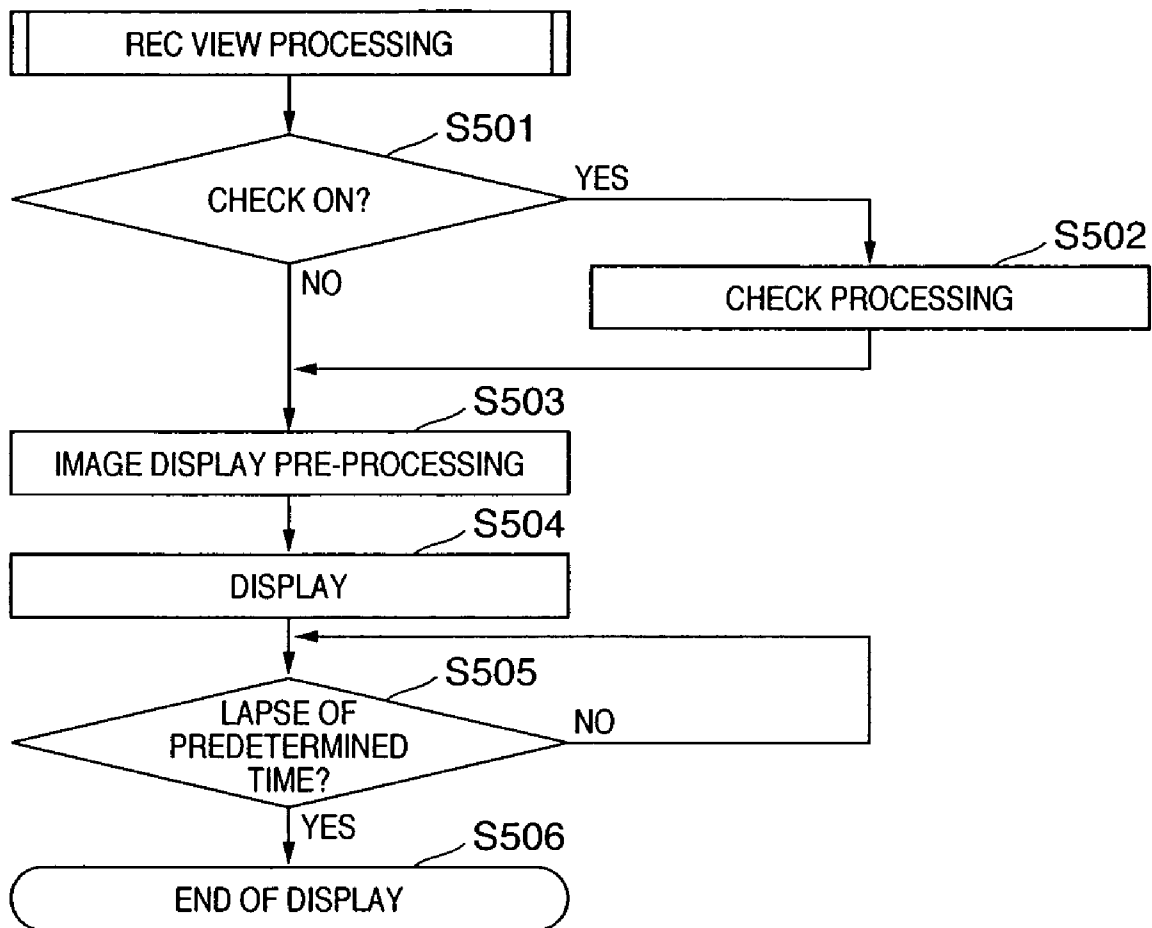 REC VIEW PROCESSING
S501
CHECK ON?
YES
S502
CHECK PROCESSING
NO
S503
IMAGE DISPLAY PRE-PROCESSING
S504
DISPLAY
S505
LAPSE OF
PREDETERMINED
TIME?
NO
YES
S506
END OF DISPLAY